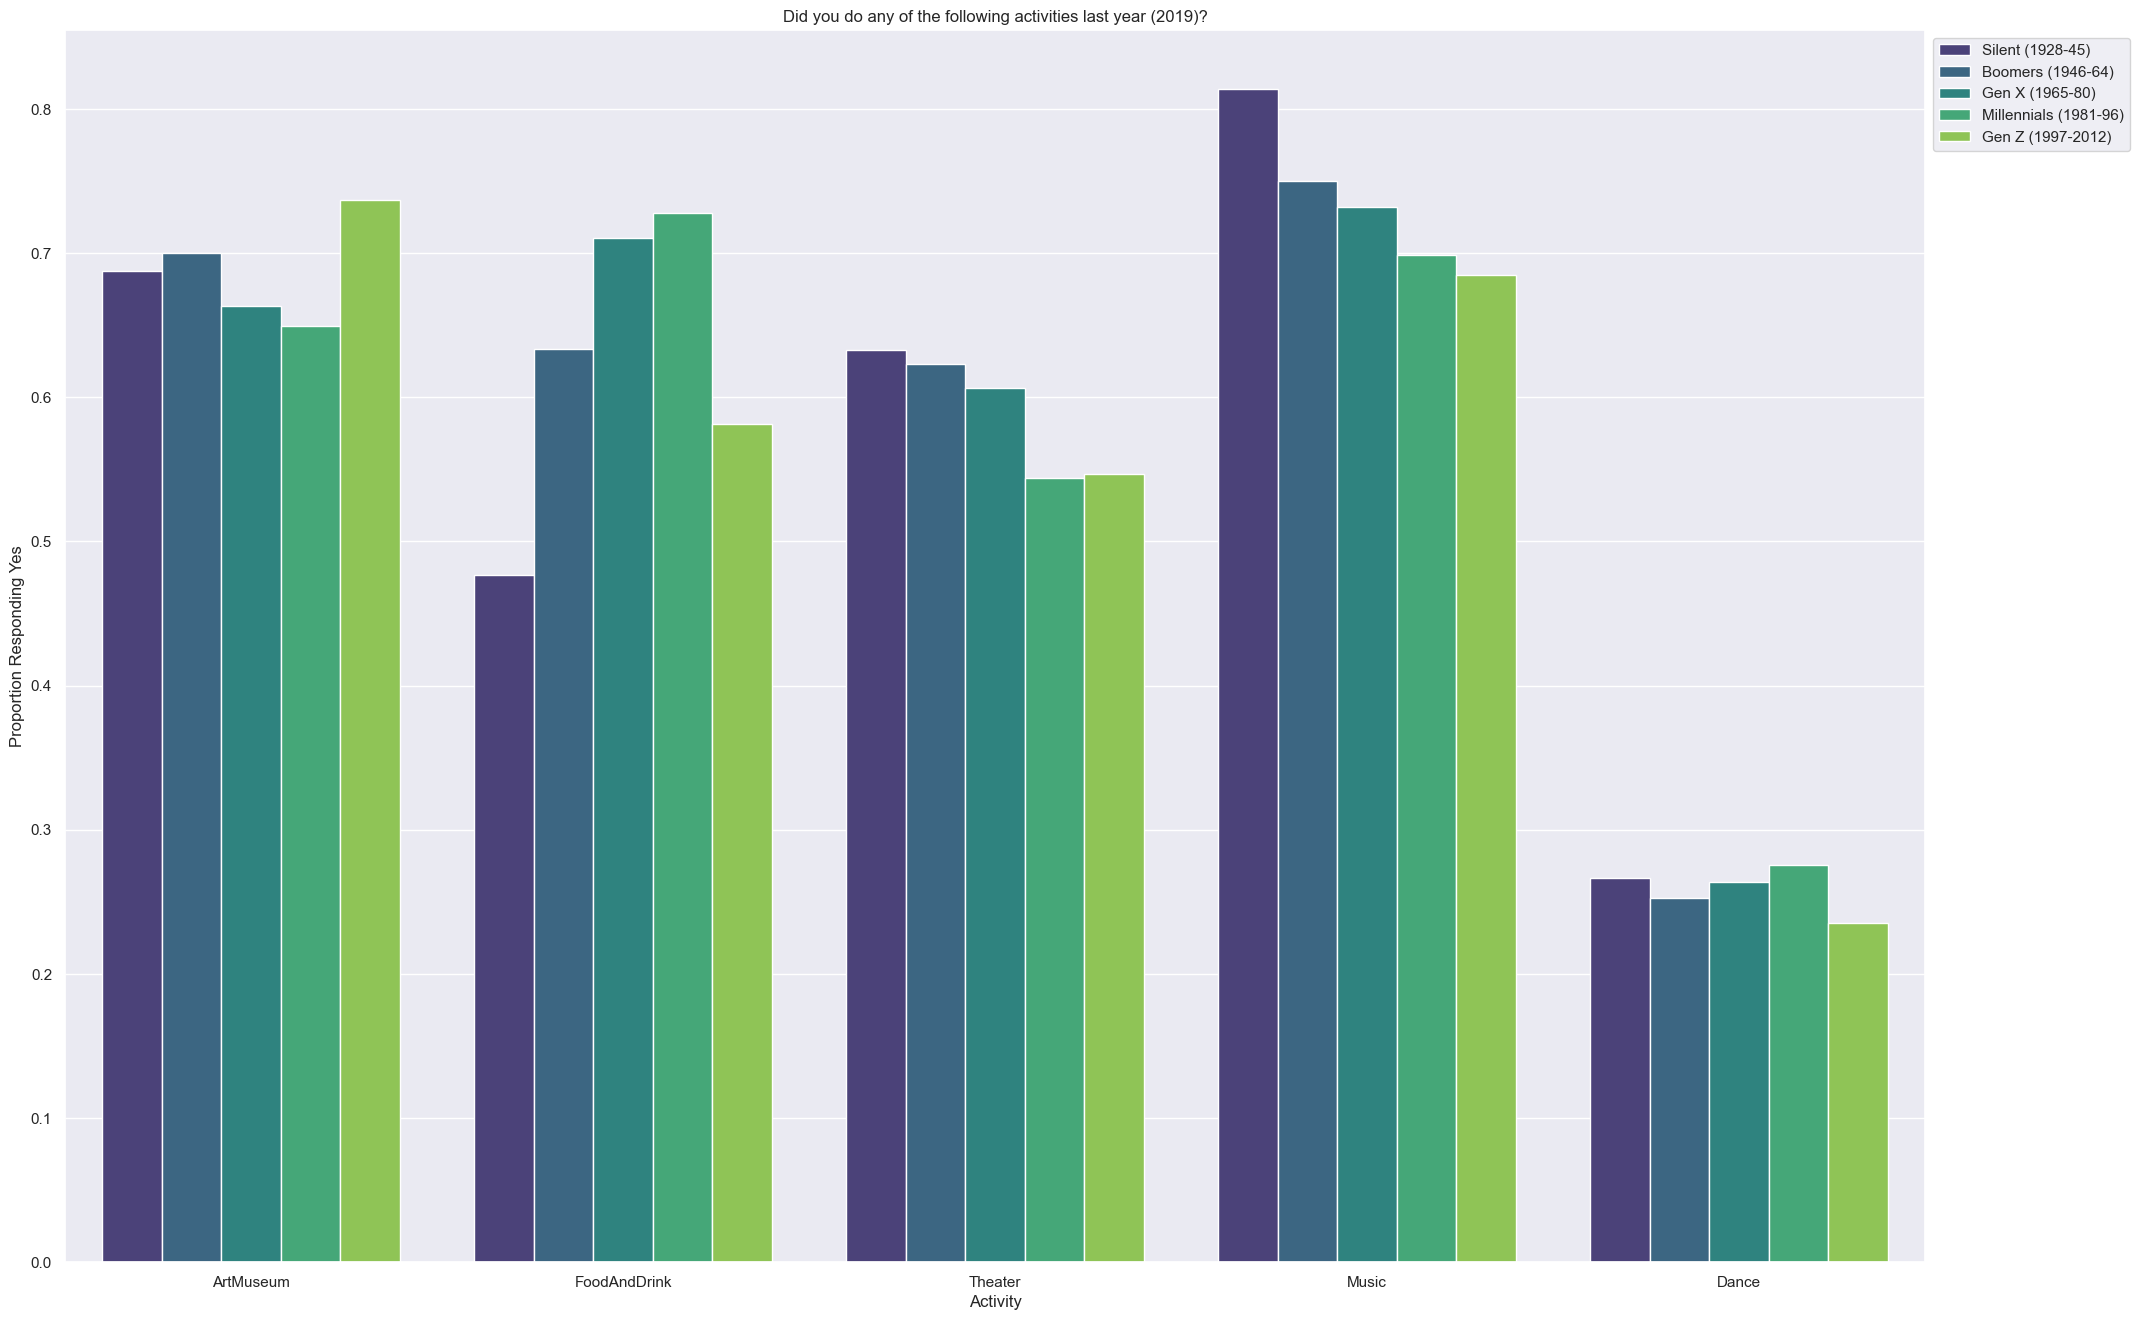 Did you do any of the following activities last year (2019)?
Silent (1928-45)
Boomers (1946-64)
Gen X (1965-80)
Millennials (1981-96)
Gen Z (1997-2012)
Proportion Responding Yes
0.8
0.7
0.6
0.5
0.4
0.3
0.2
0.1
0.0
ArtMuseum
FoodAndDrink
Theater
Music
Dance
Activity